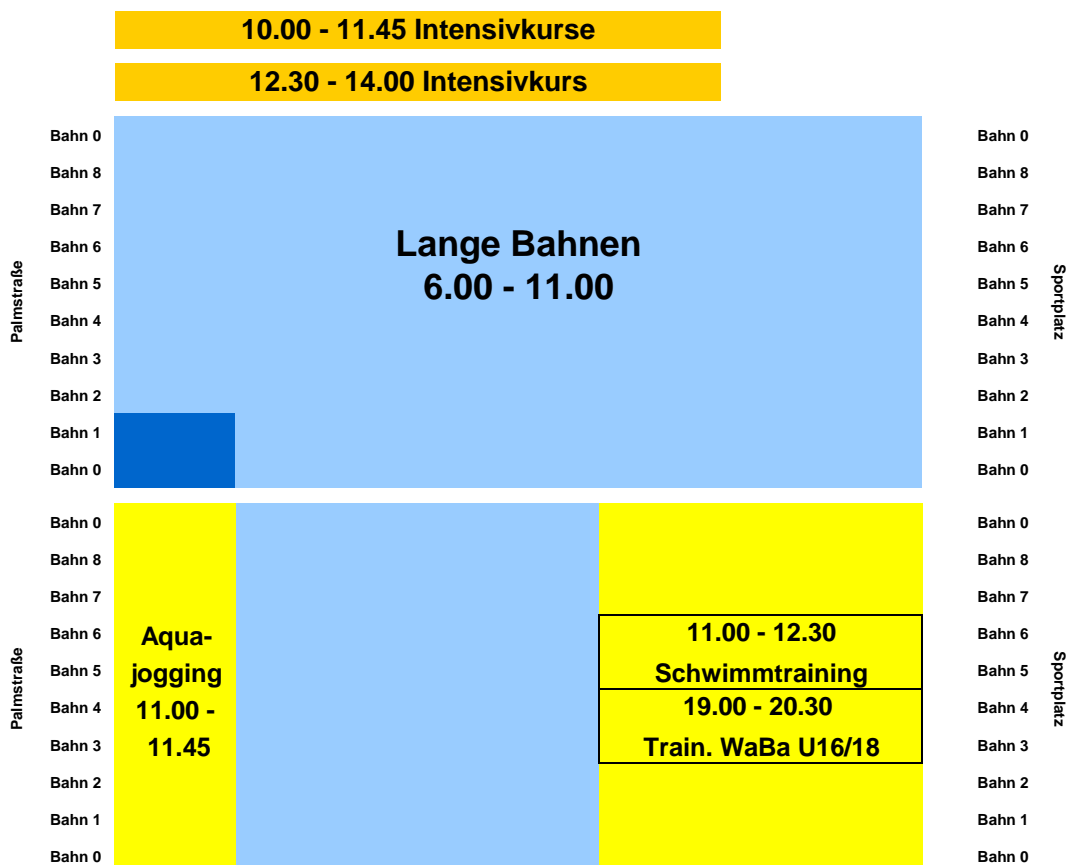 10.00 - 11.45 Intensivkurse
12.30 - 14.00 Intensivkurs
Palmstraße
Bahn 0
Bahn 8
Bahn 7
Bahn 6
Bahn 5
Bahn 4
Bahn 3
Bahn 2
Bahn 1
Bahn 0
Lange Bahnen
6.00 - 11.00
Bahn 0
Bahn 8
Bahn 7
Bahn 6
Bahn 5
Bahn 4
Bahn 3
Bahn 2
Bahn 1
Bahn 0
Sportplatz
Palmstraße
Bahn 0
Bahn 8
Bahn 7
Bahn 6
Bahn 5
Bahn 4
Bahn 3
Bahn 2
Bahn 1
Bahn 0
Aqua-
jogging
11.00 -
11.45
11.00 - 12.30
Schwimmtraining
19.00 - 20.30
Train. WaBa U16/18
Bahn 0
Bahn 8
Bahn 7
Bahn 6
Bahn 5
Bahn 4
Bahn 3
Bahn 2
Bahn 1
Bahn 0
Sportplatz